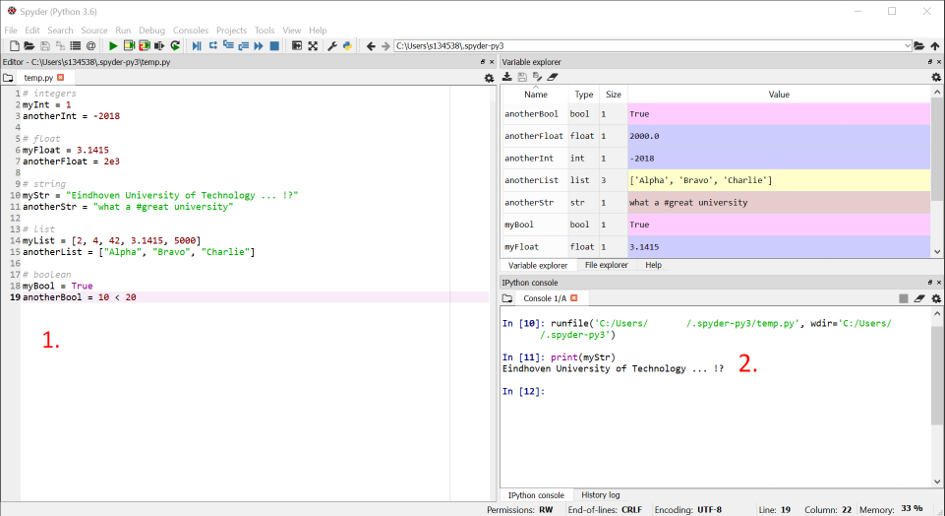 Spyder (Python 3.6)
File Edit Search Source Run Debug Consoles Projects Tools View Help
C:\Users\s134538\.spyder-py3
Editor - C:\Users\s134538\.spyder-py3\temp.py
temp.py
1 # integers
2 myInt = 1
3 anotherInt = -2018
4
5 # float
6 myFloat = 3.1415
7 anotherFloat = 2e3
8
9 # string
10 myStr = "Eindhoven University of Technology ... !?"
11 anotherStr = "what a #great university"
12
13 # list
14 myList = [2, 4, 42, 3.1415, 5000]
15 anotherList = ["Alpha", "Bravo", "Charlie"]
16
17 # boolean
18 myBool = True
19 anotherBool = 10 < 20
1.
Variable explorer
Name Type Size Value
anotherBool bool 1 True
anotherFloat float 1 2000.0
anotherInt int 1 -2018
anotherList list 3 ['Alpha', 'Bravo', 'Charlie']
anotherStr str 1 what a #great university
myBool bool 1 True
myFloat float 1 3.1415
Variable explorer File explorer Help
IPython console
Console 1/A
In [10]: runfile('C:/Users/ /.spyder-py3/temp.py', wdir='C:/Users/
/.spyder-py3')
In [11]: print(myStr)
Eindhoven University of Technology ... !?
2.
In [12]:
IPython console History log
Permissions: RW End-of-lines: CRLF Encoding: UTF-8 Line: 19 Column: 22 Memory: 33 %